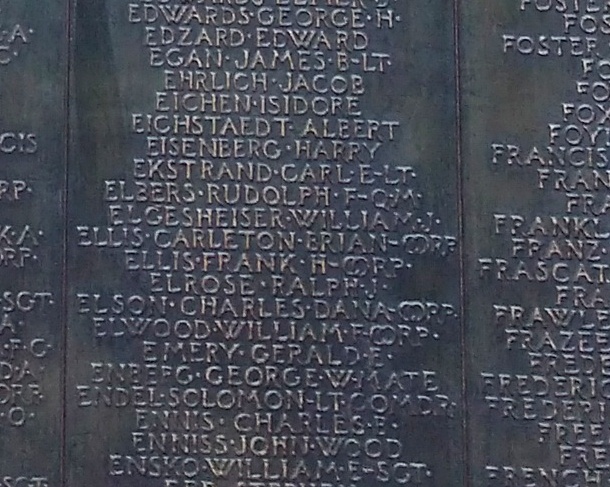 EDWARDS·GEORGE·H·
EDZARD·EDWARD
EGAN·JAMES·B-LT
EHRLICH·JACOB
EICHEN·ISIDORE
EICHSTAEDT·ALBERT
EISENBERG·HARRY
EKSTRAND·CARL·E-LT·
ELBERS·RUDOLPH·F-Q·M·
ELGESHEISER·WILLIAM·J·
ELLIS·CARLETON·BRIAN-CORP·
ELLIS·FRANK·H-CORP·
ELROSE·RALPH·J·
ELSON·CHARLES·DANA-CORP·
ELWOOD·WILLIAM·F-CORP·
EMERY·GERALD·E·
ENBERG·GEORGE·W-MATE
ENDEL·SOLOMON-LT·COMDR·
ENNIS·CHARLES·E·
ENNISS·JOHN·WOOD
ENSKO·WILLIAM·E-SGT·
FOSTER
FRANCIS
FRANKL
FRANZ·
FRASCAT
FRAWLE
FRAZE
FREDERIC
FREDERI
FRENCH